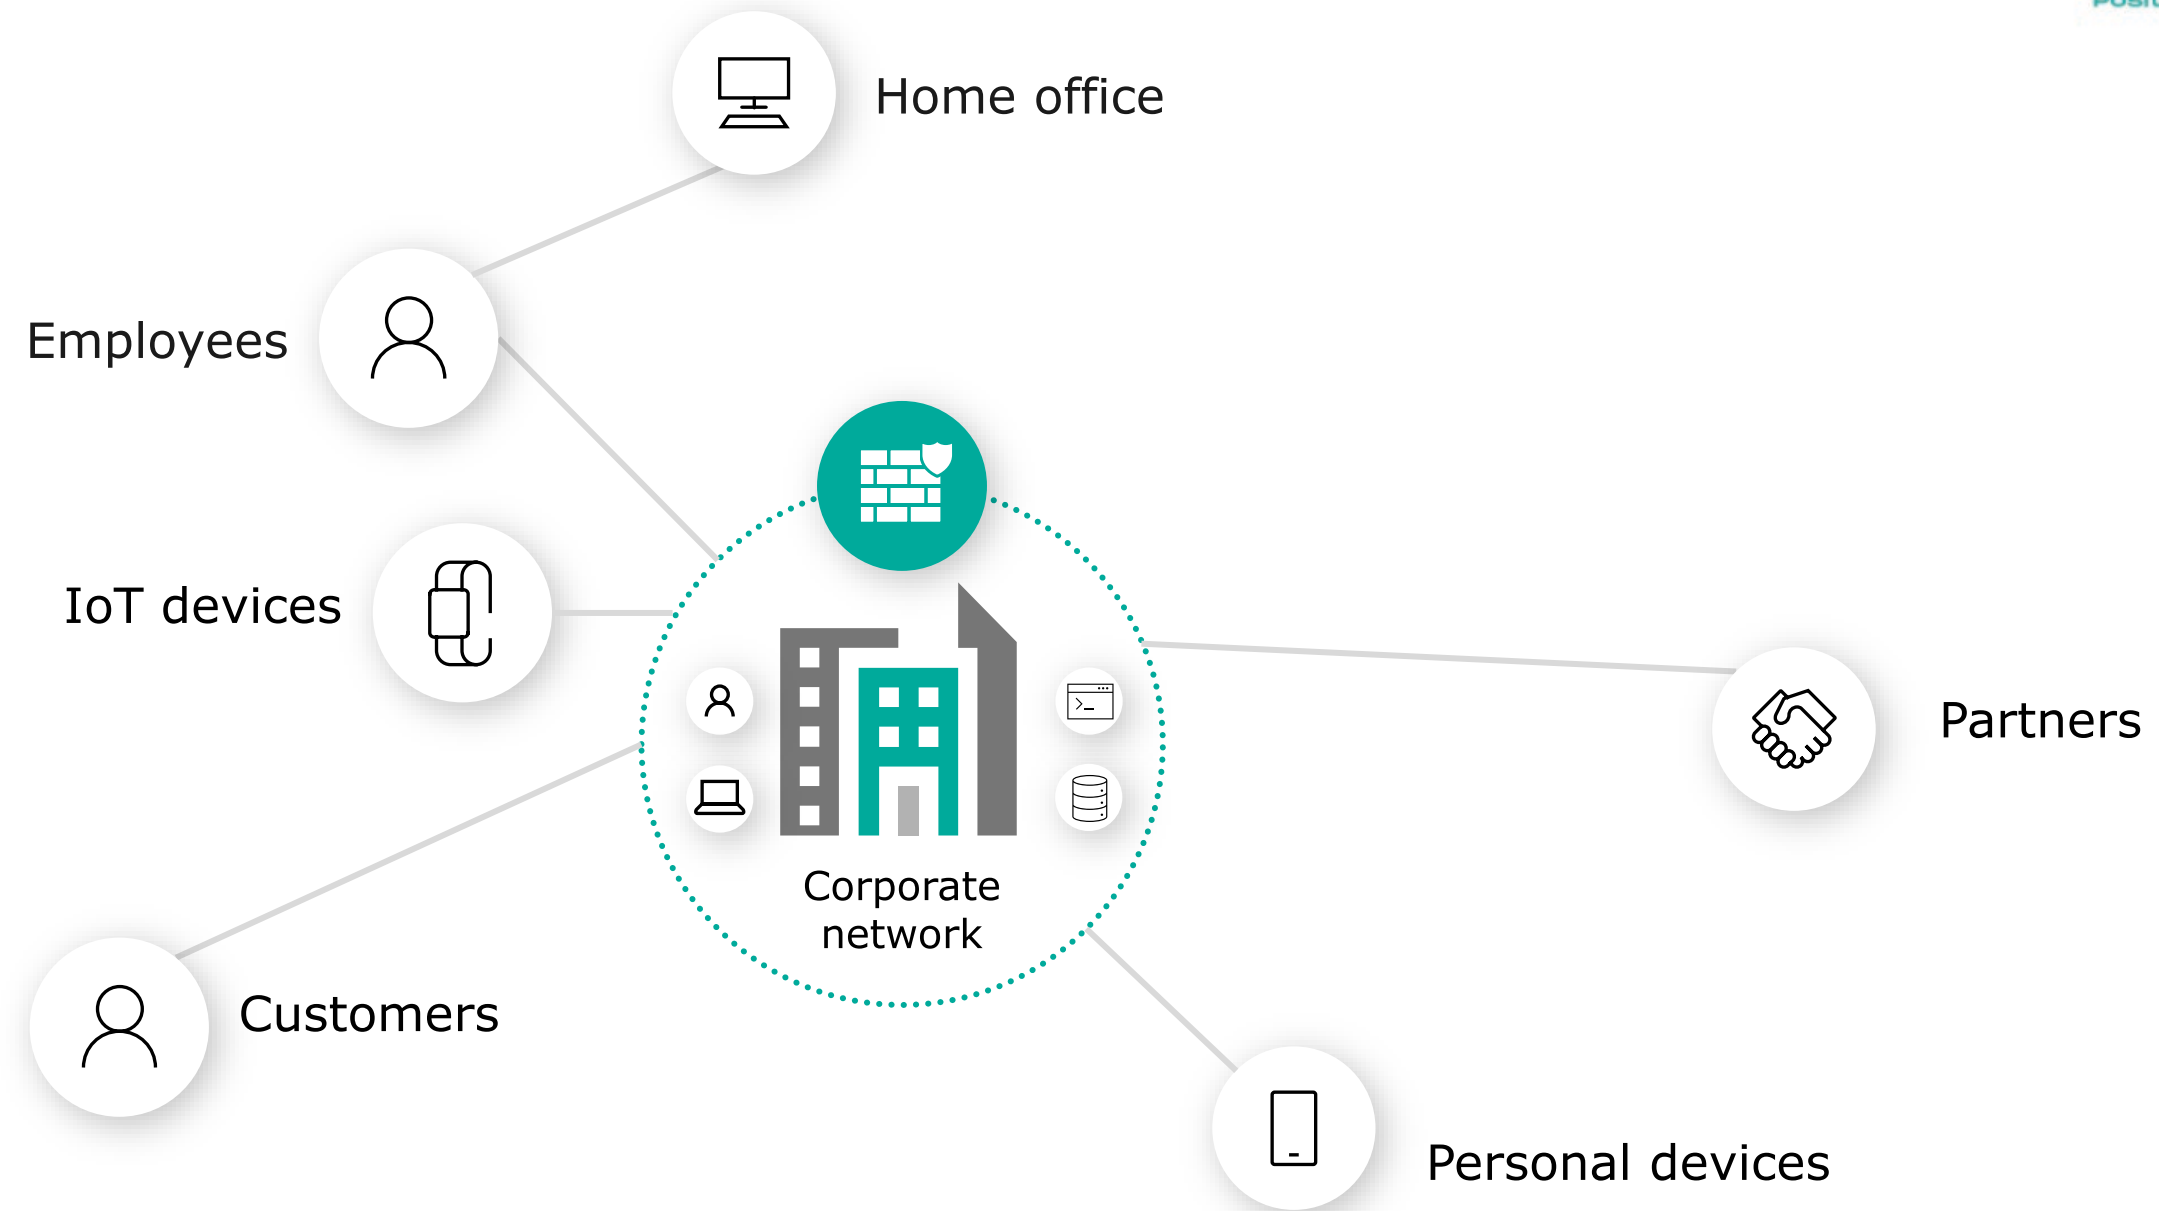 Home office
Employees
IoT devices
Partners
Corporate
network
Customers
Personal devices